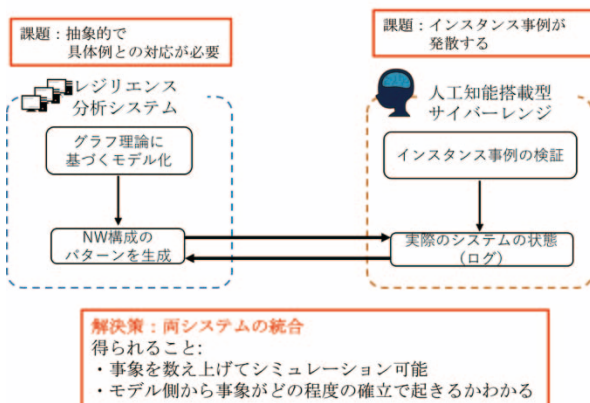 課題：抽象的で
具体例との対応が必要
課題：インスタンス事例が
発散する
レジリエンス
分析システム
人工知能搭載型
サイバーレンジ
グラフ理論に
基づくモデル化
インスタンス事例の検証
NW構成の
パターンを生成
実際のシステムの状態
（ログ）
解決策：両システムの統合
得られること:
・事象を数え上げてシミュレーション可能
・モデル側から事象がどの程度の確立で起きるかわかる